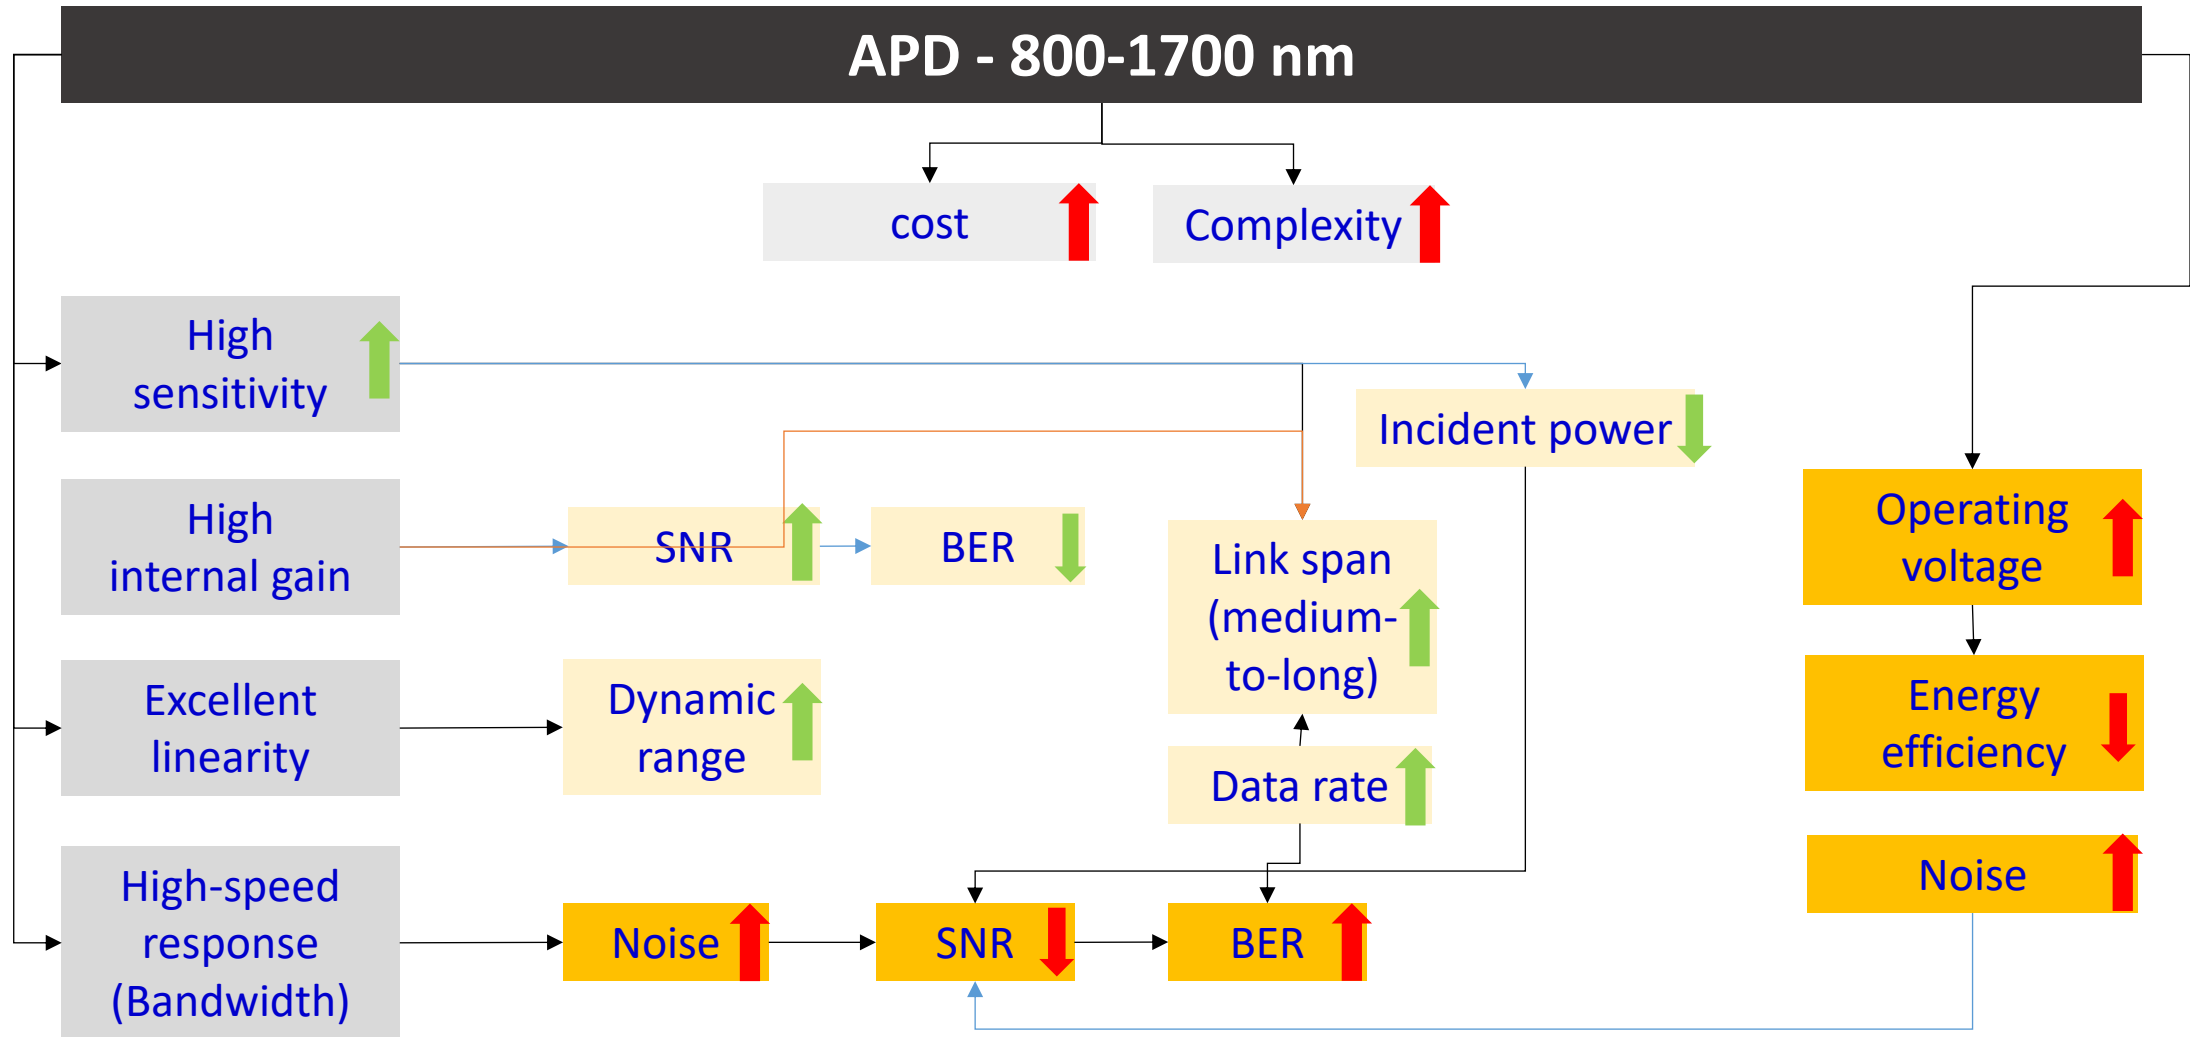 APD - 800-1700 nm
cost
Complexity
High
sensitivity
Incident power
High
internal gain
SNR
BER
Link span
(medium-
to-long)
Operating
voltage
Excellent
linearity
Dynamic
range
Energy
efficiency
Data rate
High-speed
response
(Bandwidth)
Noise
SNR
BER
Noise